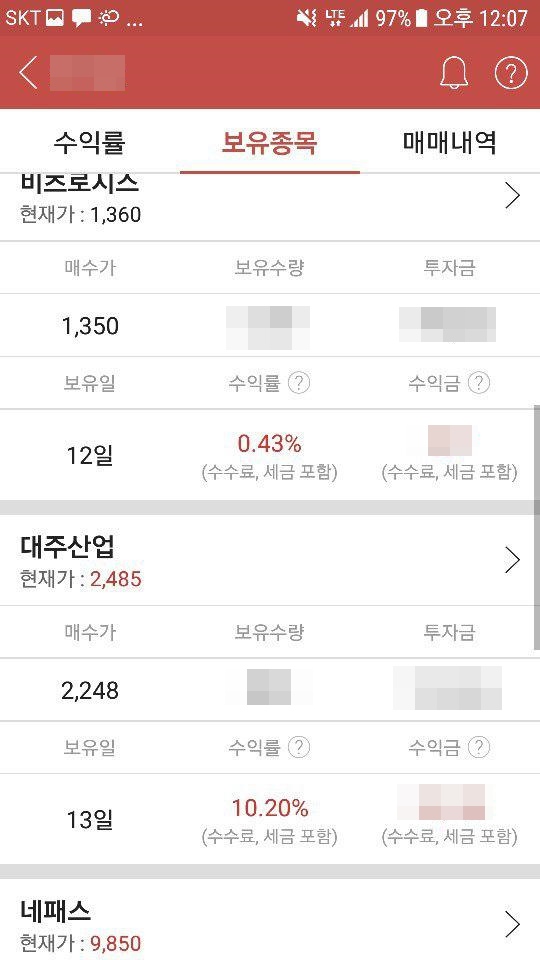 SKT ... LTE 97% 오후 12:07
수익률 보유종목 매매내역
비츠로시스
현재가 : 1,360
매수가 보유수량 투자금
1,350
보유일 수익률 ? 수익금 ?
12일 0.43%
(수수료, 세금 포함) (수수료, 세금 포함)
대주산업
현재가 : 2,485
매수가 보유수량 투자금
2,248
보유일 수익률 ? 수익금 ?
13일 10.20%
(수수료, 세금 포함) (수수료, 세금 포함)
네패스
현재가 : 9,850